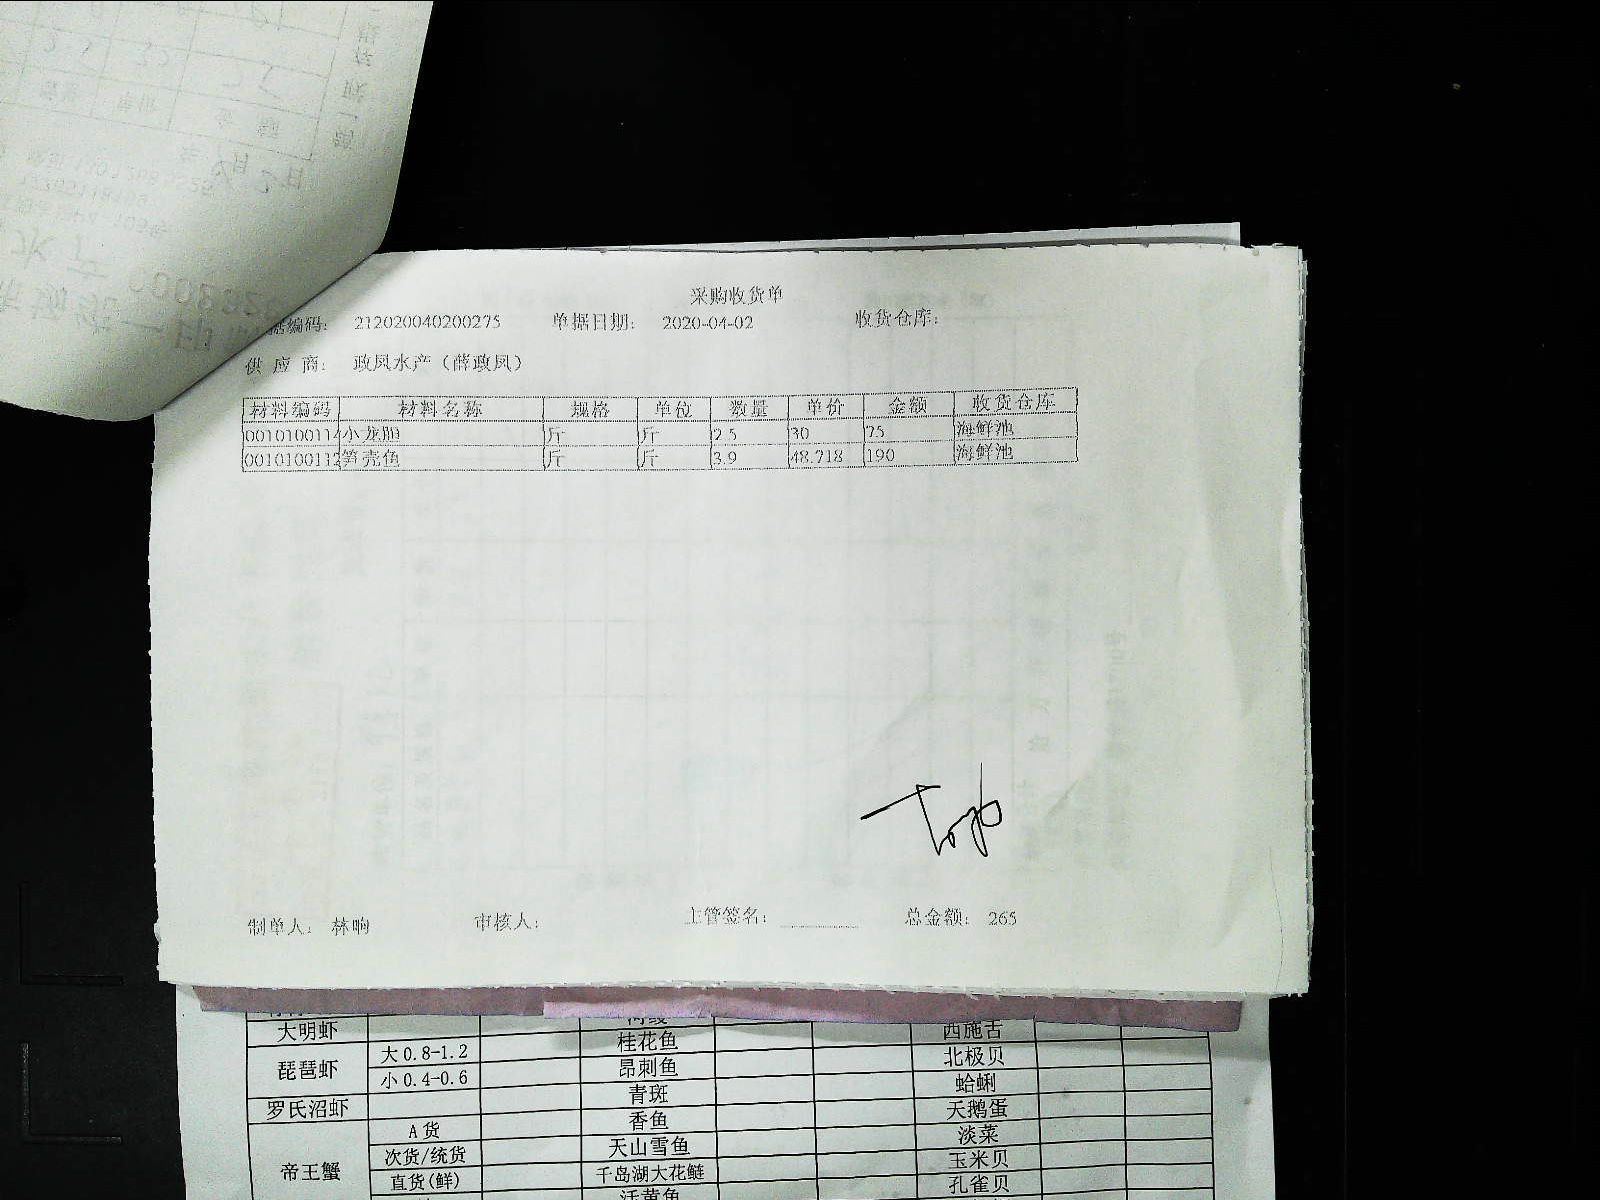 采购收货单
据编码： 212020040200275 单据日期： 2020-04-02 收货仓库：
供 应 商： 政凤水产（薛政凤）
材料编码 材料名称 规格 单位 数量 单价 金额 收货仓库
0010100114 小龙胆 斤 斤 2.5 30 75 海鲜池
0010100112 笋壳鱼 斤 斤 3.9 48.718 190 海鲜池
制单人： 林响 审核人： 主管签名： 总金额： 265
大明虾 西施舌
琵琶虾 大 0.8-1.2 桂花鱼 北极贝
小 0.4-0.6 昂刺鱼 蛤蜊
罗氏沼虾 青斑 天鹅蛋
帝王蟹 A 货 香鱼 淡菜
次货/统货 天山雪鱼 玉米贝
直货(鲜) 千岛湖大花鲢 孔雀贝
活黄鱼